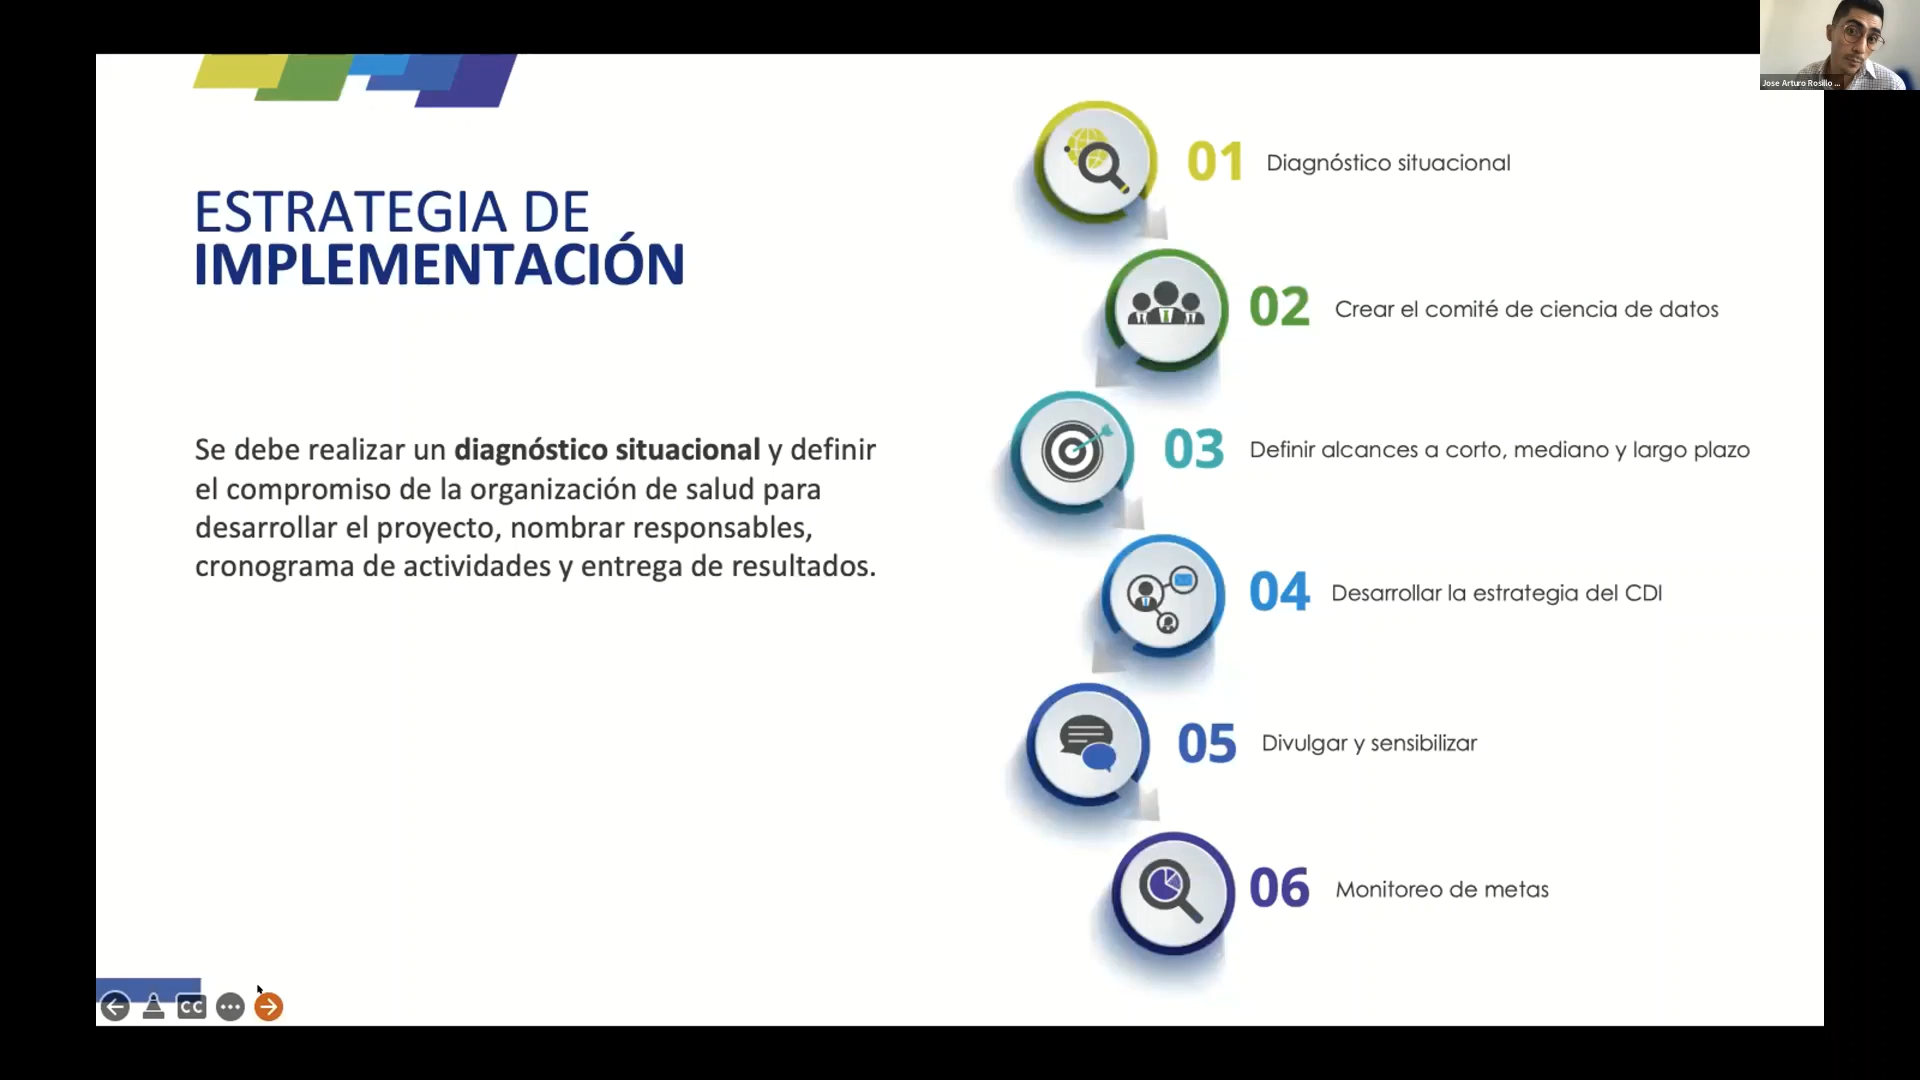 Jose Arturo Rosillo ...
ESTRATEGIA DE
IMPLEMENTACIÓN
Se debe realizar un diagnóstico situacional y definir
el compromiso de la organización de salud para
desarrollar el proyecto, nombrar responsables,
cronograma de actividades y entrega de resultados.
01 Diagnóstico situacional
02 Crear el comité de ciencia de datos
03 Definir alcances a corto, mediano y largo plazo
04 Desarrollar la estrategia del CDI
05 Divulgar y sensibilizar
06 Monitoreo de metas
CC